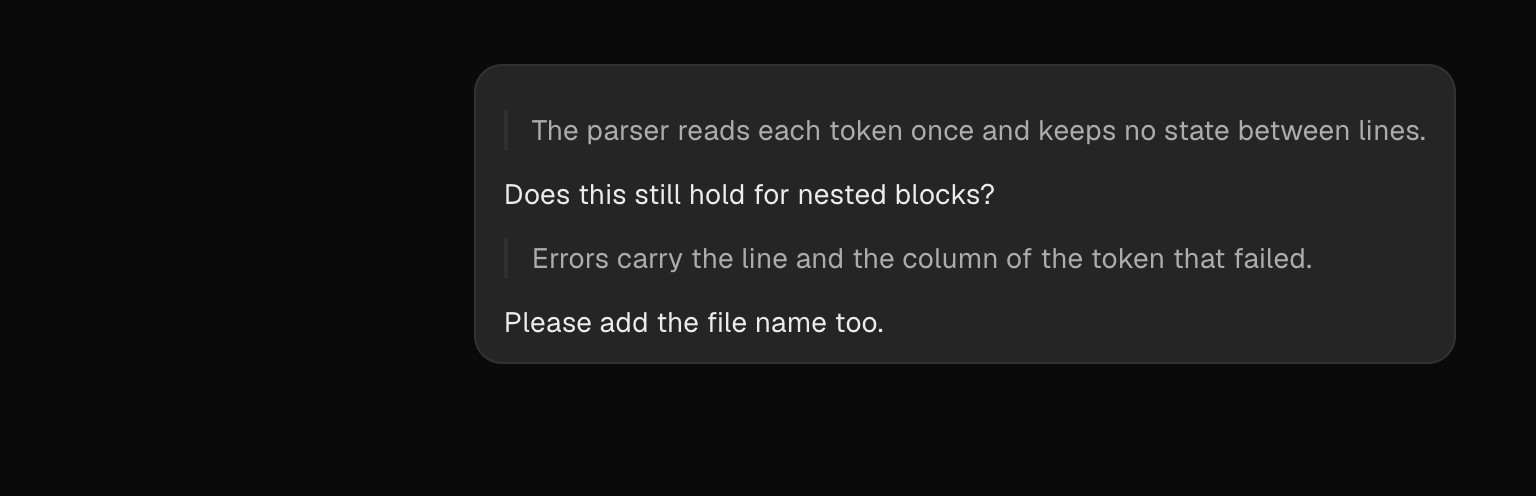 The parser reads each token once and keeps no state between lines.
Does this still hold for nested blocks?
Errors carry the line and the column of the token that failed.
Please add the file name too.